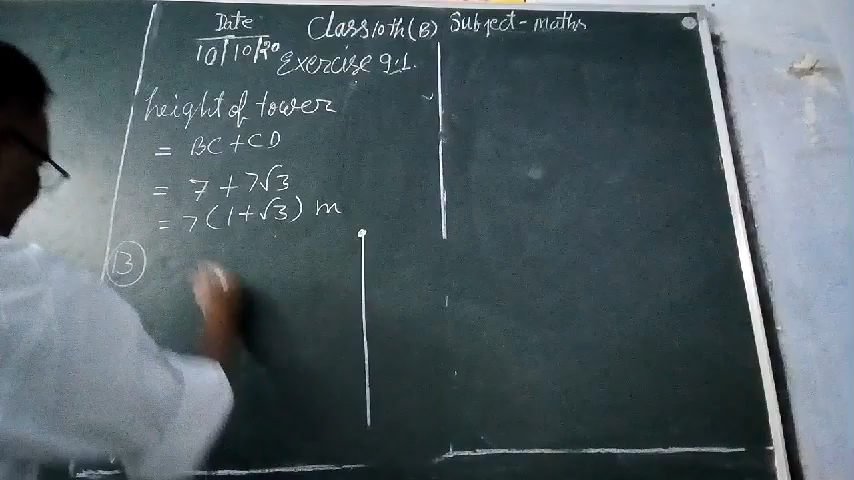 Date Class 10th (B) Subject - maths
10/10/20 Exercise 9.1.
height of tower
= BC + CD
= 7 + 7√3
= 7(1+√3) m
13